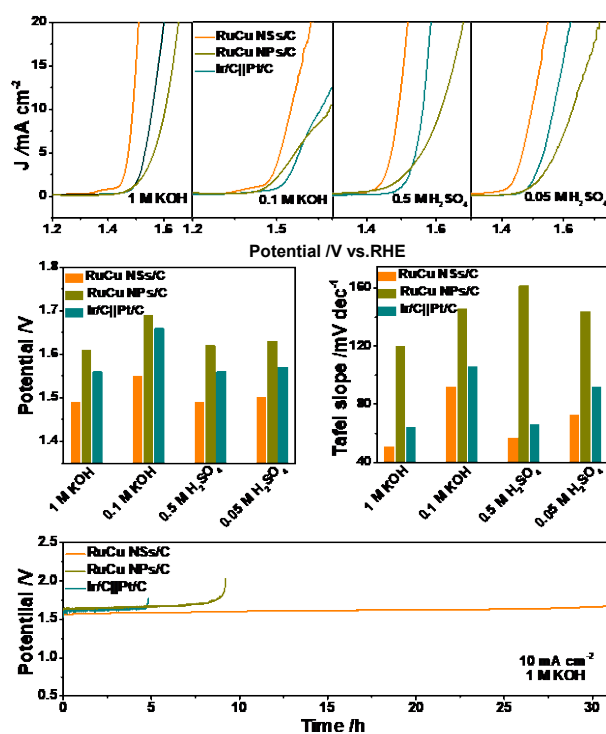 20
15
10
5
0
J /mA cm⁻²
RuCu NSs/C
RuCu NPs/C
Ir/C||Pt/C
1 M KOH
0.1 M KOH
0.5 M H₂SO₄
0.05 M H₂SO₄
1.2 1.4 1.6
1.2 1.5
1.2 1.4 1.6
1.3 1.5 1.7
Potential /V vs.RHE
1.8
1.7
1.6
1.5
1.4
Potential /V
RuCu NSs/C
RuCu NPs/C
Ir/C||Pt/C
1 M KOH
0.1 M KOH
0.5 M H₂SO₄
0.05 M H₂SO₄
160
120
80
40
Tafel slope /mV dec⁻¹
RuCu NSs/C
RuCu NPs/C
Ir/C||Pt/C
1 M KOH
0.1 M KOH
0.5 M H₂SO₄
0.05 M H₂SO₄
2.5
2.0
1.5
1.0
0.5
Potential /V
RuCu NSs/C
RuCu NPs/C
Ir/C||Pt/C
10 mA cm⁻²
1 M KOH
0 5 10 15 20 25 30
Time /h